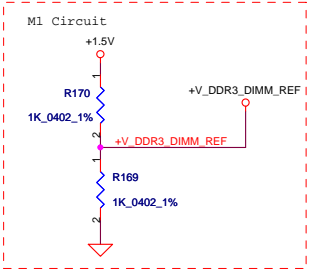 M1 Circuit
+1.5V
+V_DDR3_DIMM_REF
1
R170
1K_0402_1%
2
+V_DDR3_DIMM_REF
1
R169
1K_0402_1%
2